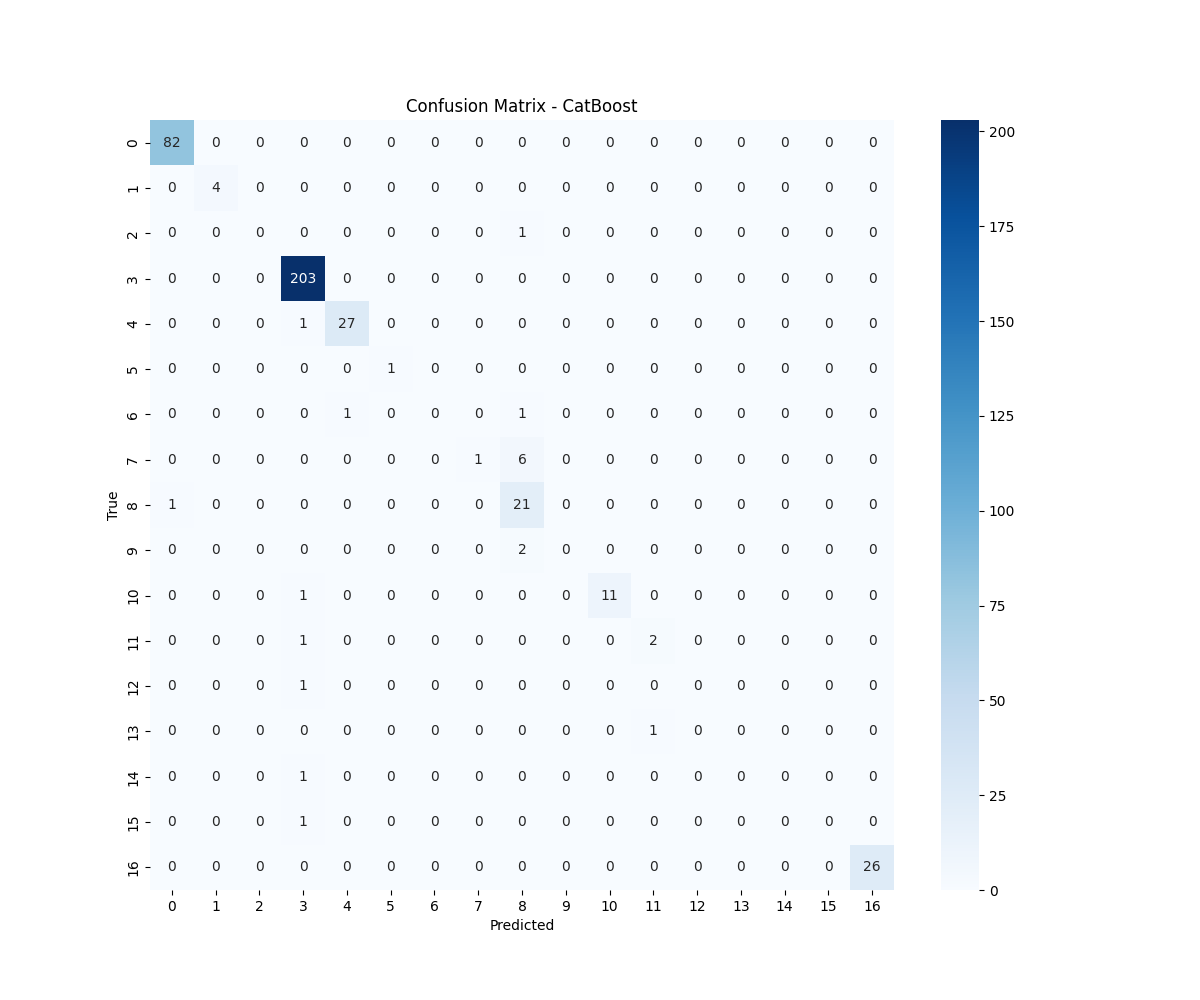 Confusion Matrix - CatBoost
0 82 0 0 0 0 0 0 0 0 0 0 0 0 0 0 0 0
1 0 4 0 0 0 0 0 0 0 0 0 0 0 0 0 0 0
2 0 0 0 0 0 0 0 0 1 0 0 0 0 0 0 0 0
3 0 0 0 203 0 0 0 0 0 0 0 0 0 0 0 0 0
4 0 0 0 1 27 0 0 0 0 0 0 0 0 0 0 0 0
5 0 0 0 0 0 1 0 0 0 0 0 0 0 0 0 0 0
6 0 0 0 0 1 0 0 0 1 0 0 0 0 0 0 0 0
7 0 0 0 0 0 0 0 1 6 0 0 0 0 0 0 0 0
8 1 0 0 0 0 0 0 0 21 0 0 0 0 0 0 0 0
9 0 0 0 0 0 0 0 0 2 0 0 0 0 0 0 0 0
10 0 0 0 1 0 0 0 0 0 0 11 0 0 0 0 0 0
11 0 0 0 1 0 0 0 0 0 0 0 2 0 0 0 0 0
12 0 0 0 1 0 0 0 0 0 0 0 0 0 0 0 0 0
13 0 0 0 0 0 0 0 0 0 0 0 1 0 0 0 0 0
14 0 0 0 1 0 0 0 0 0 0 0 0 0 0 0 0 0
15 0 0 0 1 0 0 0 0 0 0 0 0 0 0 0 0 0
16 0 0 0 0 0 0 0 0 0 0 0 0 0 0 0 0 26
0 1 2 3 4 5 6 7 8 9 10 11 12 13 14 15 16
Predicted
True
200
175
150
125
100
75
50
25
0